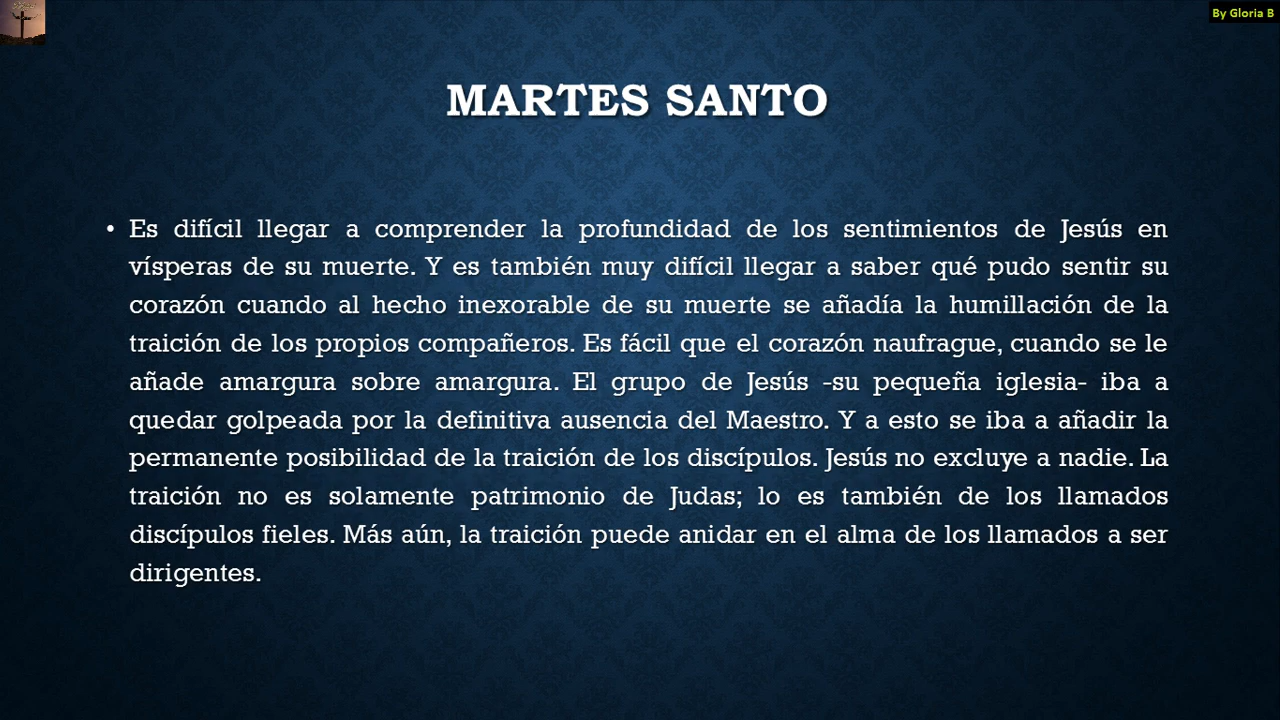 By Gloria B
MARTES SANTO
• Es difícil llegar a comprender la profundidad de los sentimientos de Jesús en
vísperas de su muerte. Y es también muy difícil llegar a saber qué pudo sentir su
corazón cuando al hecho inexorable de su muerte se añadía la humillación de la
traición de los propios compañeros. Es fácil que el corazón naufrague, cuando se le
añade amargura sobre amargura. El grupo de Jesús -su pequeña iglesia- iba a
quedar golpeada por la definitiva ausencia del Maestro. Y a esto se iba a añadir la
permanente posibilidad de la traición de los discípulos. Jesús no excluye a nadie. La
traición no es solamente patrimonio de Judas; lo es también de los llamados
discípulos fieles. Más aún, la traición puede anidar en el alma de los llamados a ser
dirigentes.